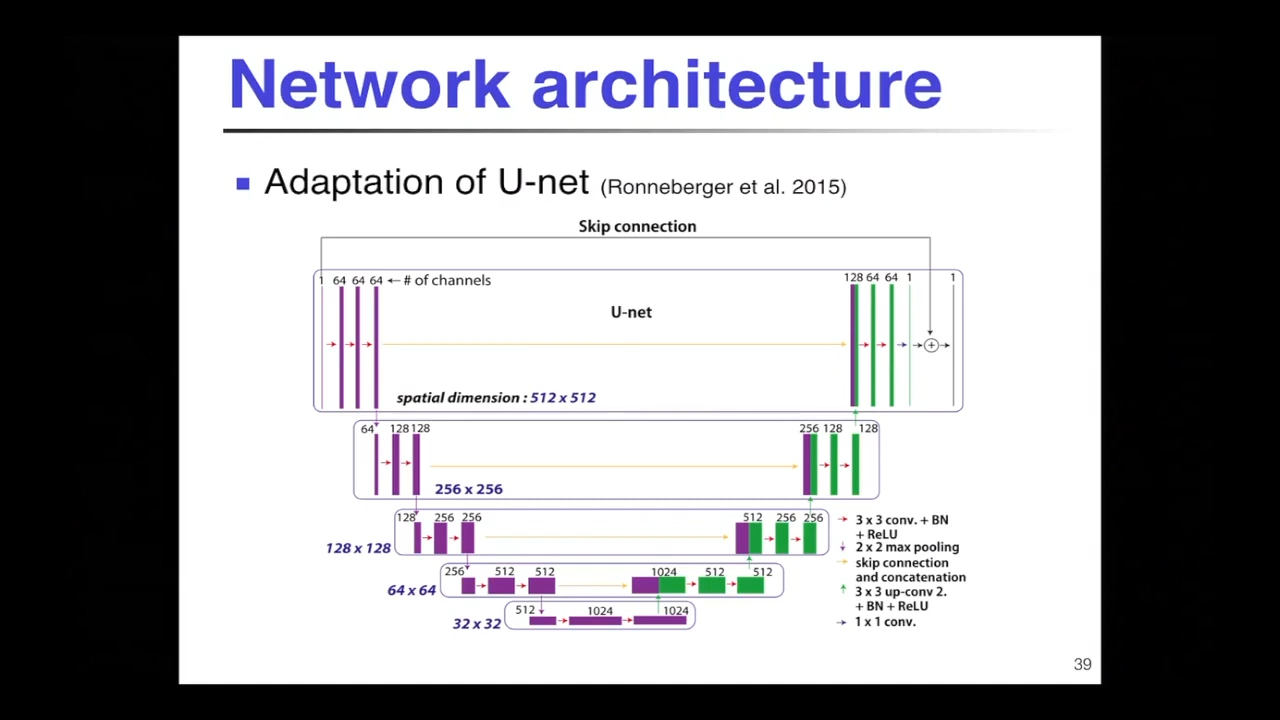 Network architecture
Adaptation of U-net (Ronneberger et al. 2015)
Skip connection
1 64 64 64 ← # of channels
128 64 64 1 1
U-net
+
spatial dimension : 512 x 512
64 128 128
256 128 128
256 x 256
128 256 256
512 256 256
128 x 128
256 512 512
1024 512 512
64 x 64
512 1024 1024
32 x 32
3 x 3 conv. + BN
+ ReLU
2 x 2 max pooling
skip connection
and concatenation
3 x 3 up-conv 2.
+ BN + ReLU
1 x 1 conv.
39